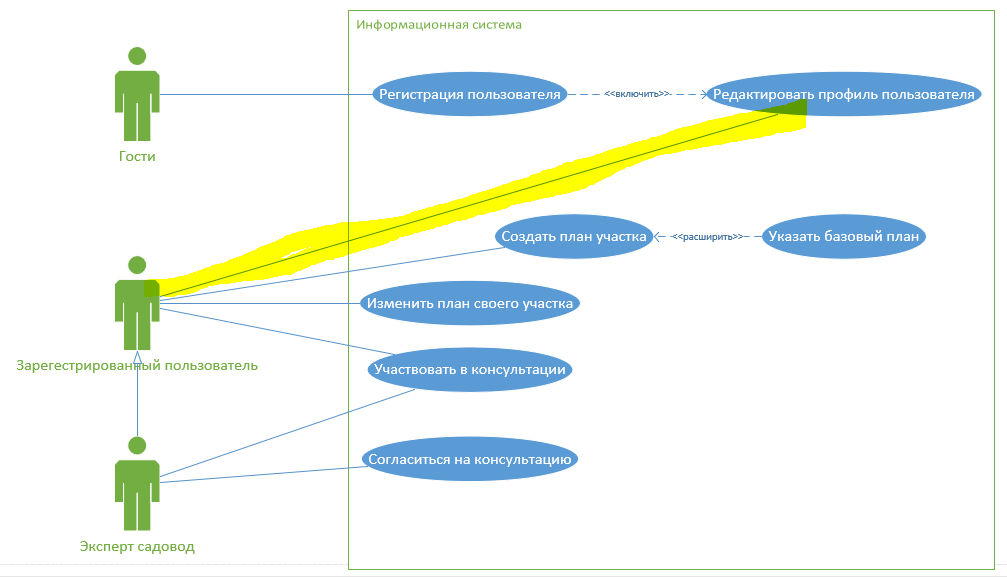 Информационная система
Регистрация пользователя
<<включить>>
Редактировать профиль пользователя
Гости
Создать план участка
<<расширить>>
Указать базовый план
Изменить план своего участка
Зарегестрированный пользователь
Участвовать в консультации
Согласиться на консультацию
Эксперт садовод